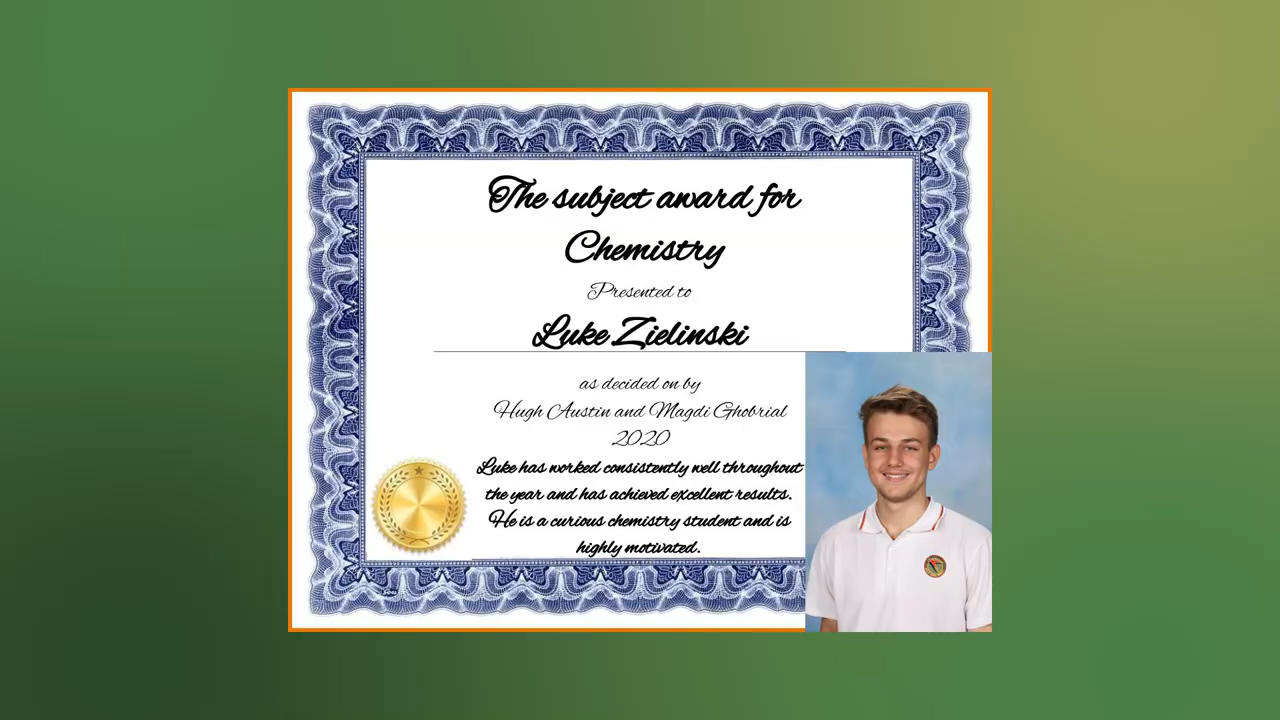 The subject award for
Chemistry
Presented to
Luke Zielinski
as decided on by
Hugh Austin and Magdi Ghobrial
2020
Luke has worked consistently well throughout
the year and has achieved excellent results.
He is a curious chemistry student and is
highly motivated.